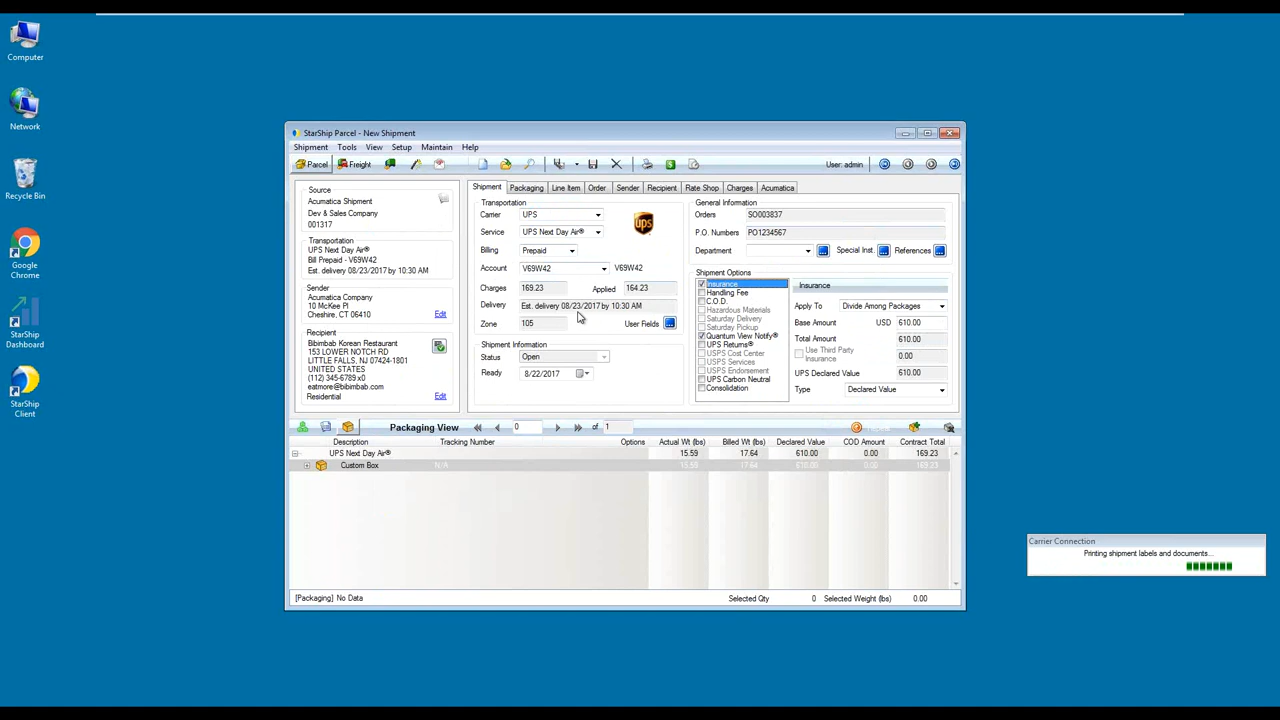 Computer
Network
Recycle Bin
Google
Chrome
StarShip
Dashboard
StarShip
Client
StarShip Parcel - New Shipment
Shipment Tools View Setup Maintain Help
Parcel Freight User: admin
Source
Acumatica Shipment
Dev & Sales Company
001317
Transportation
UPS Next Day Air®
Bill Prepaid - V69W42
Est. delivery 08/23/2017 by 10:30 AM
Sender
Acumatica Company
10 McKee Pl
Cheshire, CT 06410
Edit
Recipient
Bibimbab Korean Restaurant
153 LOWER NOTCH RD
LITTLE FALLS, NJ 07424-1801
UNITED STATES
(112) 345-6789 x0
eatmore@bibimbab.com
Residential
Edit
Shipment Packaging Line Item Order Sender Recipient Rate Shop Charges Acumatica
Transportation
Carrier UPS
ups
Service UPS Next Day Air®
Billing Prepaid
Account V69W42 V69W42
Charges 169.23 Applied 164.23
Delivery Est. delivery 08/23/2017 by 10:30 AM
Zone 105 User Fields
Shipment Information
Status Open
Ready 8/22/2017
General Information
Orders SO003837
P.O. Numbers PO1234567
Department Special Inst References
Shipment Options
Insurance
Handling Fee
C.O.D.
Hazardous Materials
Saturday Delivery
Saturday Pickup
Quantum View Notify®
UPS Returns®
USPS Cost Center
USPS Services
USPS Endorsement
UPS Carbon Neutral
Consolidation
Insurance
Apply To Divide Among Packages
Base Amount USD 610.00
Total Amount 610.00
Use Third Party
Insurance 0.00
UPS Declared Value 610.00
Type Declared Value
Packaging View 0 of 1
Description Tracking Number Options Actual Wt (lbs) Billed Wt (lbs) Declared Value COD Amount Contract Total
UPS Next Day Air® 15.59 17.64 610.00 0.00 169.23
Custom Box N/A 15.59 17.64 610.00 0.00 169.23
[Packaging] No Data Selected Qty 0 Selected Weight (lbs) 0.00
Carrier Connection
Printing shipment labels and documents...